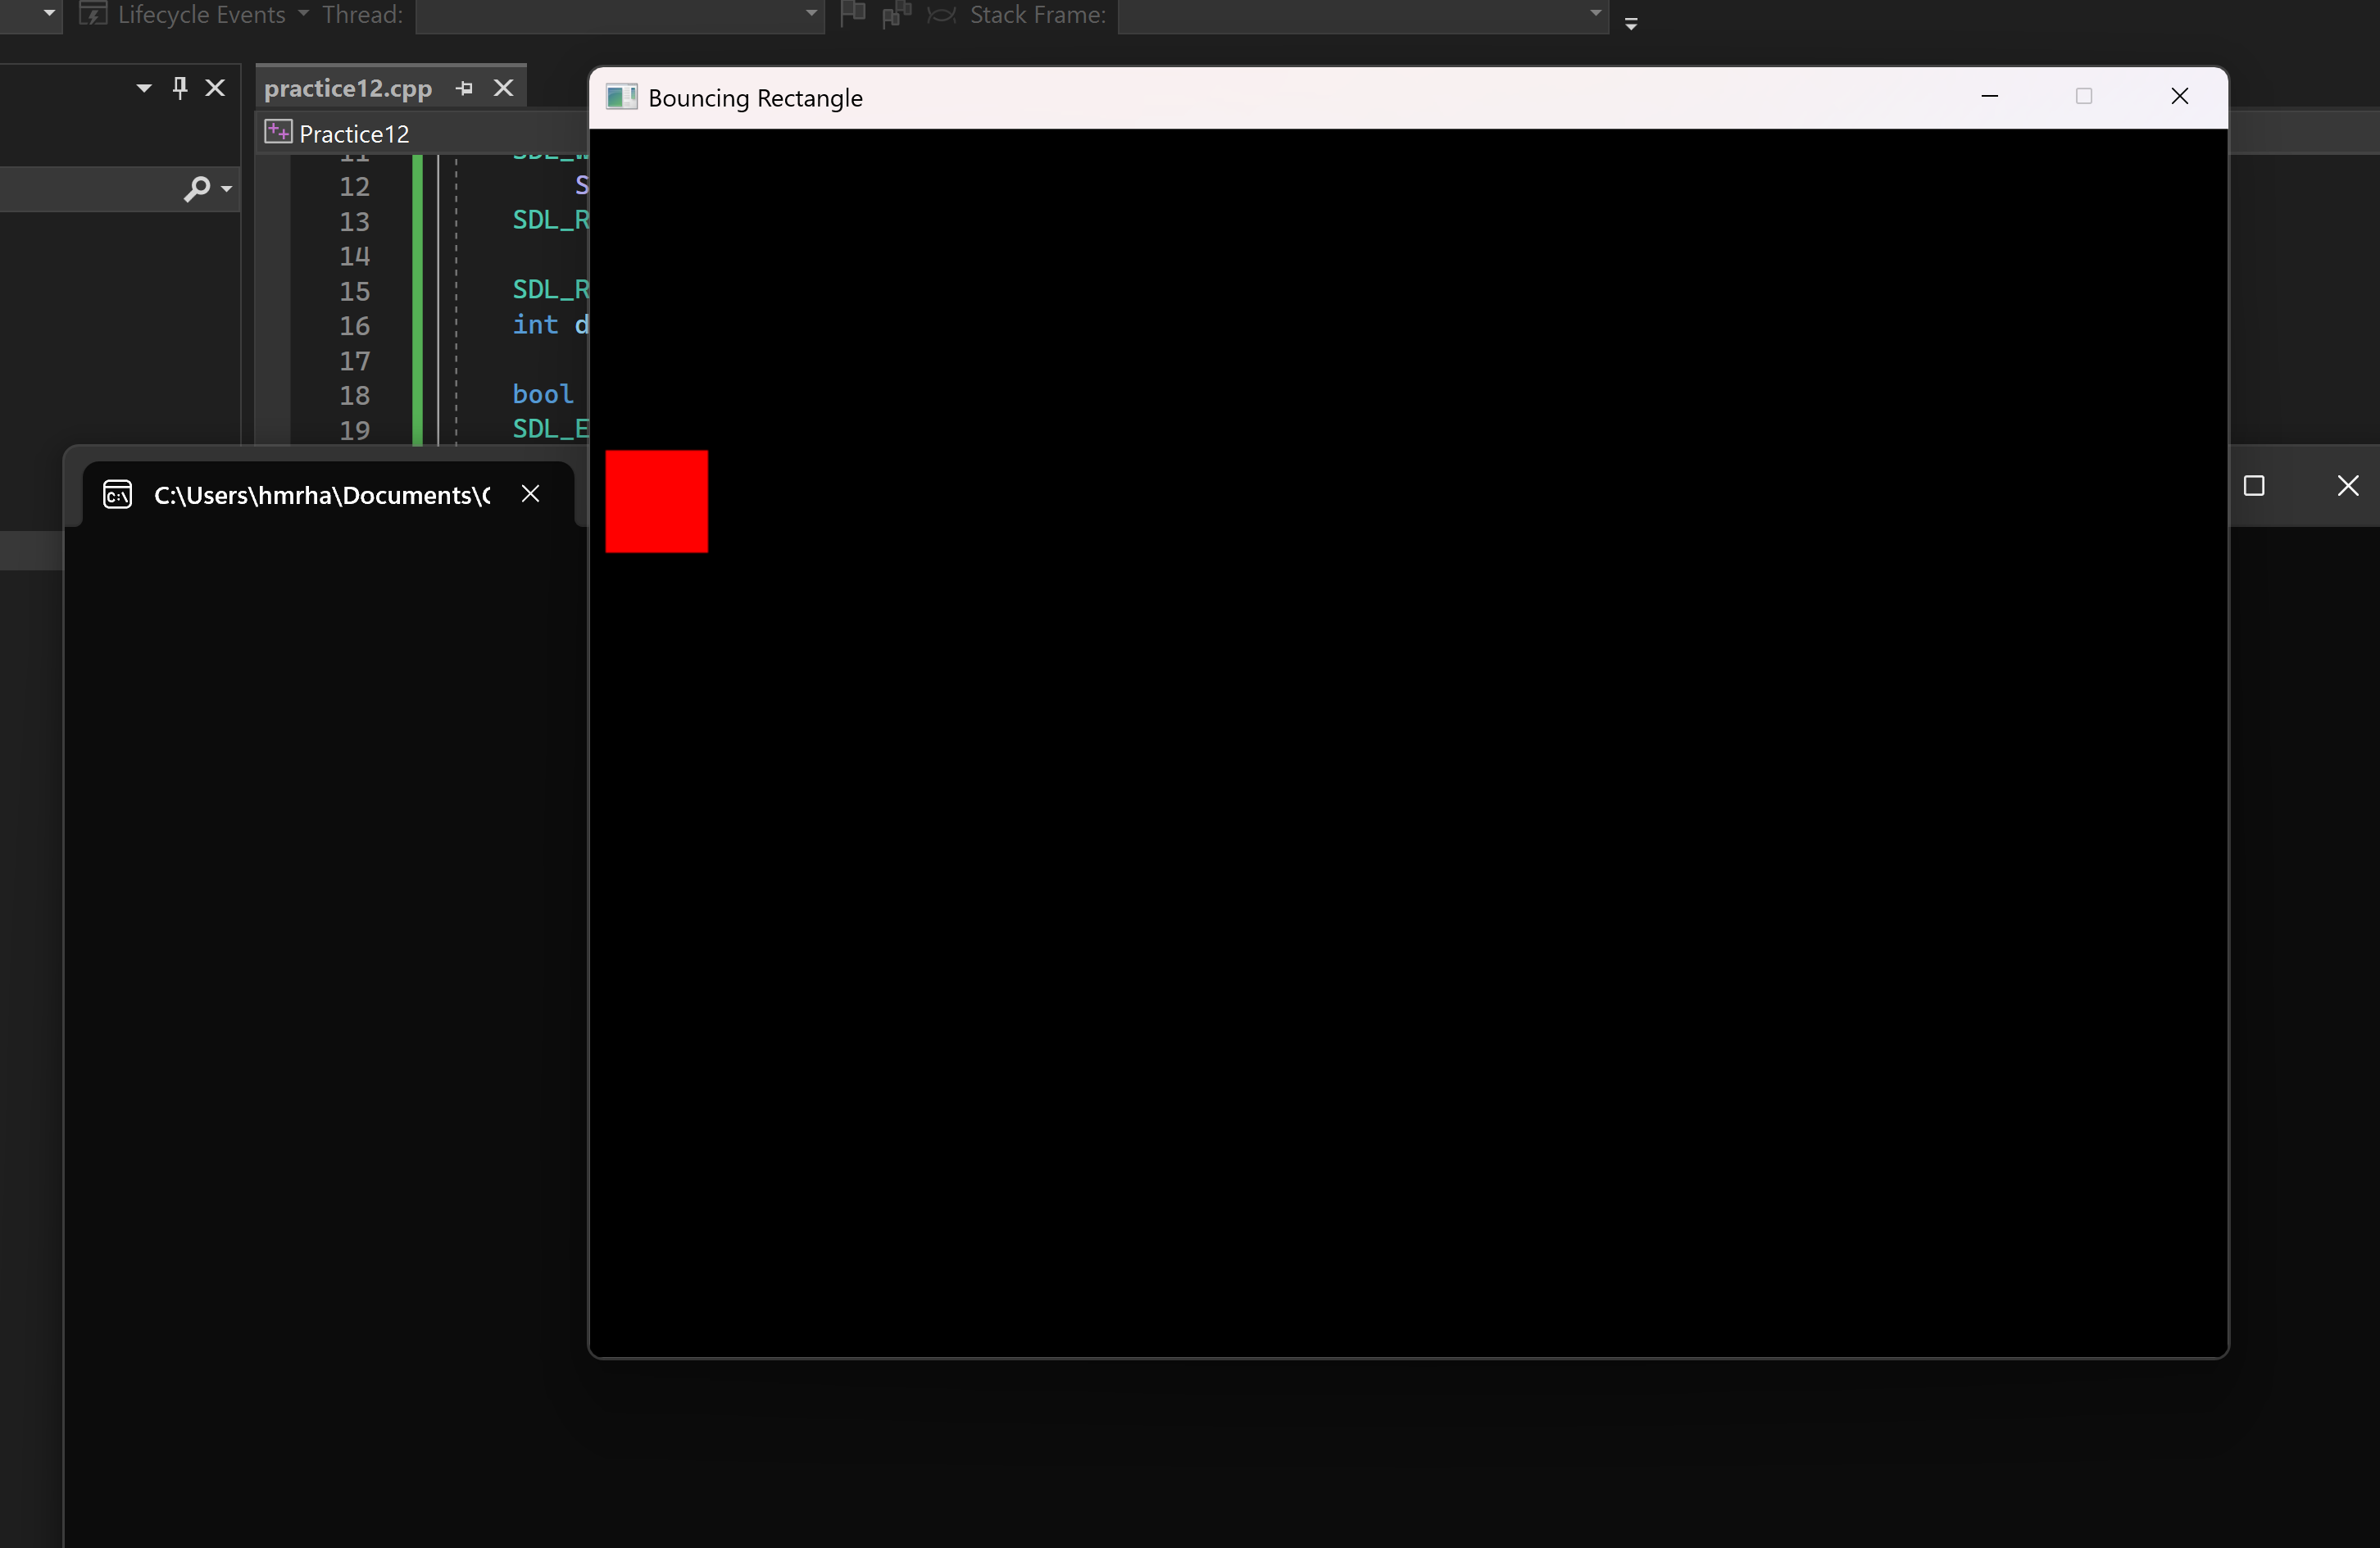 Lifecycle Events Thread: Stack Frame:
practice12.cpp
Bouncing Rectangle
Practice12
11
12 S
13 SDL_R
14
15 SDL_R
16 int d
17
18 bool
19 SDL_E
C:\Users\hmrha\Documents\